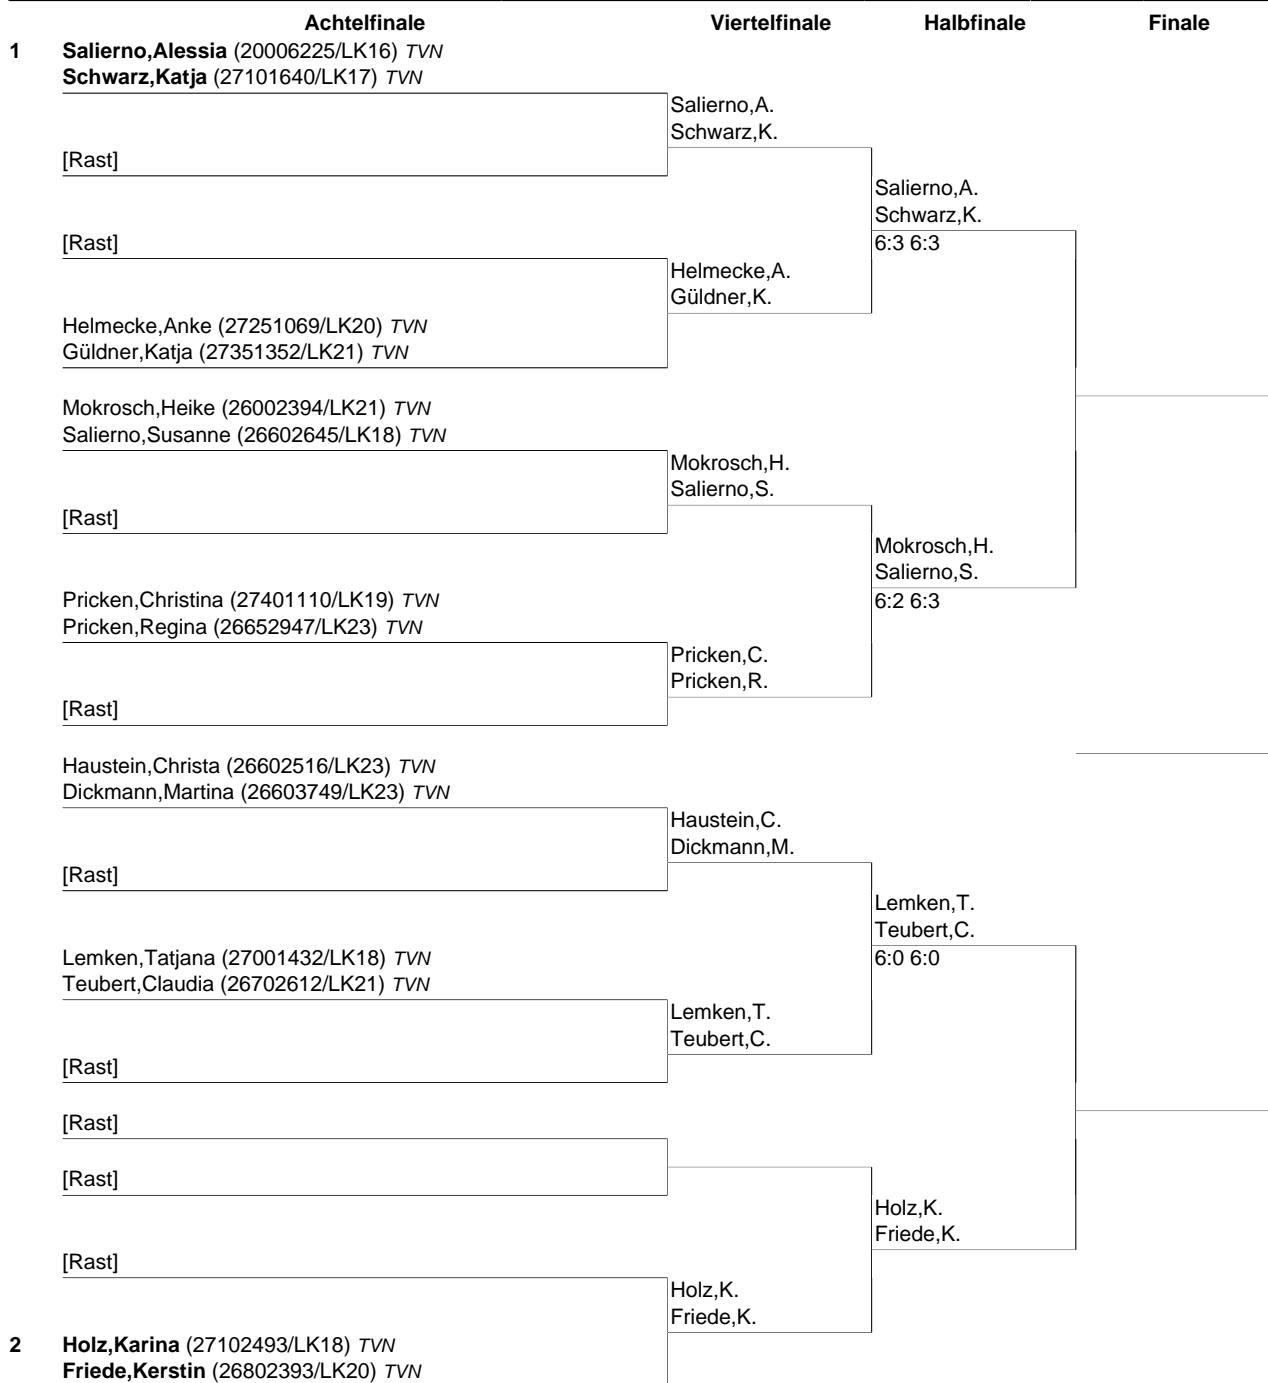 Achtelfinale Viertelfinale Halbfinale Finale
1 Salierno,Alessia (20006225/LK16) TVN
Schwarz,Katja (27101640/LK17) TVN
Salierno,A.
Schwarz,K.
[Rast]
Salierno,A.
Schwarz,K.
[Rast] 6:3 6:3
Helmecke,A.
Güldner,K.
Helmecke,Anke (27251069/LK20) TVN
Güldner,Katja (27351352/LK21) TVN
Mokrosch,Heike (26002394/LK21) TVN
Salierno,Susanne (26602645/LK18) TVN
Mokrosch,H.
Salierno,S.
[Rast]
Mokrosch,H.
Salierno,S.
Pricken,Christina (27401110/LK19) TVN 6:2 6:3
Pricken,Regina (26652947/LK23) TVN
Pricken,C.
Pricken,R.
[Rast]
Haustein,Christa (26602516/LK23) TVN
Dickmann,Martina (26603749/LK23) TVN
Haustein,C.
Dickmann,M.
[Rast]
Lemken,T.
Teubert,C.
Lemken,Tatjana (27001432/LK18) TVN 6:0 6:0
Teubert,Claudia (26702612/LK21) TVN
Lemken,T.
Teubert,C.
[Rast]
[Rast]
[Rast]
Holz,K.
Friede,K.
[Rast]
Holz,K.
Friede,K.
2 Holz,Karina (27102493/LK18) TVN
Friede,Kerstin (26802393/LK20) TVN